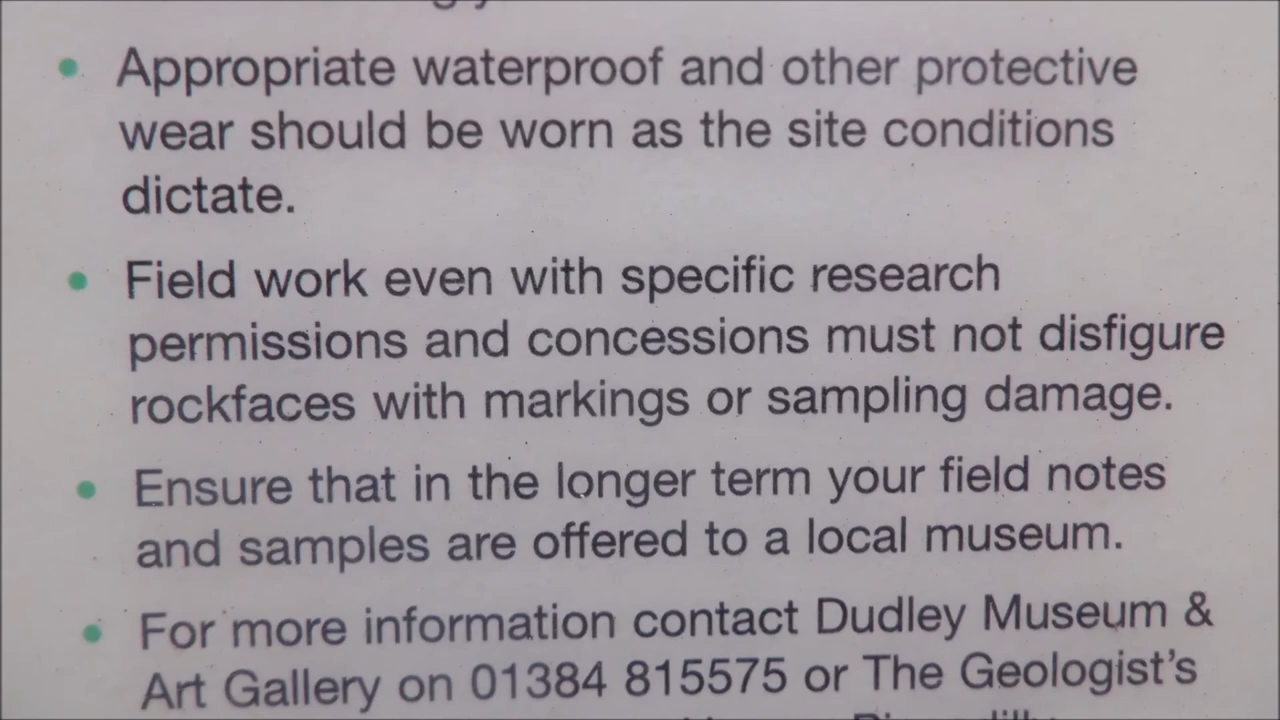 • Appropriate waterproof and other protective
wear should be worn as the site conditions
dictate.
• Field work even with specific research
permissions and concessions must not disfigure
rockfaces with markings or sampling damage.
• Ensure that in the longer term your field notes
and samples are offered to a local museum.
• For more information contact Dudley Museum &
Art Gallery on 01384 815575 or The Geologist's